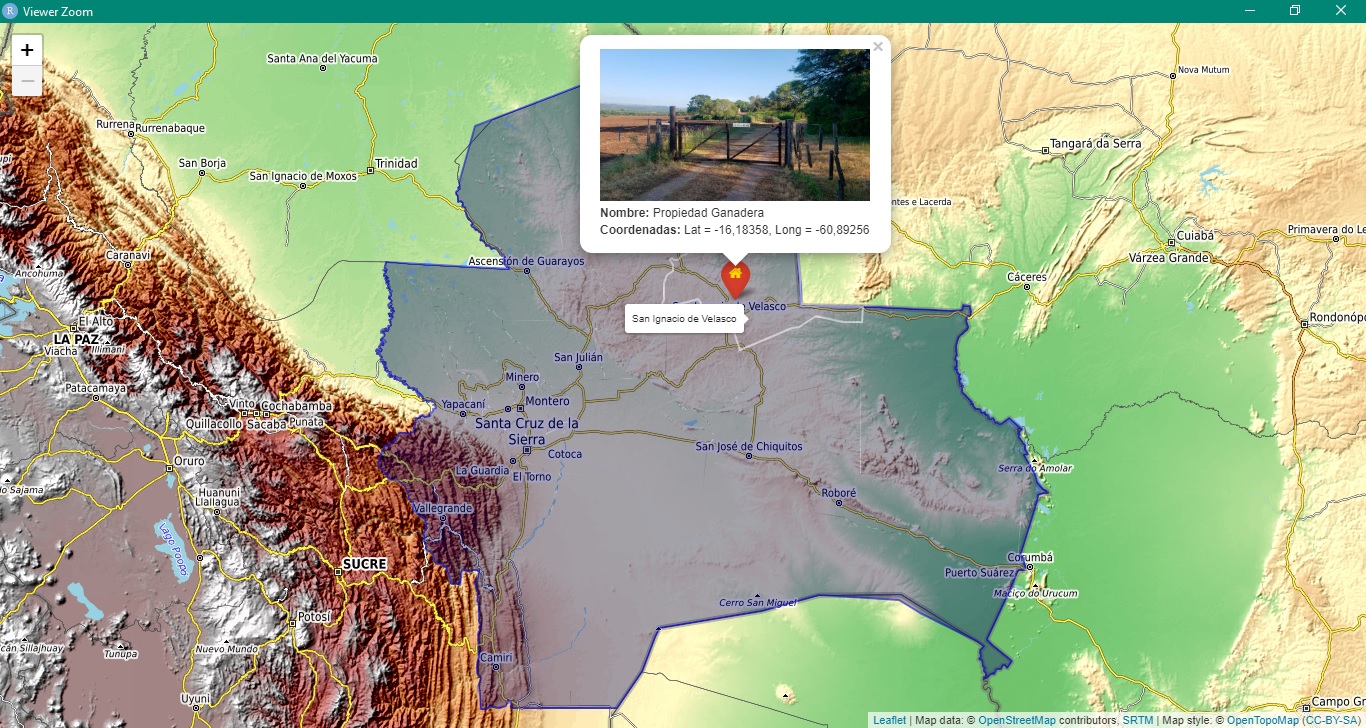 Viewer Zoom
+
−
Santa Ana del Yacuma
Nova Mutum
Rurrena
Rurrenabaque
Tangará da Serra
San Borja
Trinidad
San Ignacio de Moxos
Nombre: Propiedad Ganadera
Coordenadas: Lat = -16,18358, Long = -60,89256
×
ntes e Lacerda
Cuiabá
Primavera do Le
Várzea Grande
Caranavi
Ascensión de Guarayos
Ancohuma
Cáceres
Velasco
San Ignacio de Velasco
El Alto
LA PAZ
Viacha
Illimani
Rondonópo
San Julián
Minero
Patacamaya
Montero
Yapacaní
Vinto
Cochabamba
Quillacollo
Sacaba
Punata
Santa Cruz de la
Sierra
San José de Chiquitos
Cotoca
Oruro
La Guardia
El Torno
Serra do Amolar
lo Sajama
Huanuni
Llallagua
Roboré
Vallegrande
Lago Poopó
SUCRE
Corumbá
Puerto Suárez
Maciço do Urucum
Cerro San Miguel
Potosí
cán Sillajhuay
Tunupa
Nuevo Mundo
Camiri
Uyuni
Campo Gr
Leaflet | Map data: © OpenStreetMap contributors, SRTM | Map style: © OpenTopoMap (CC-BY-SA)